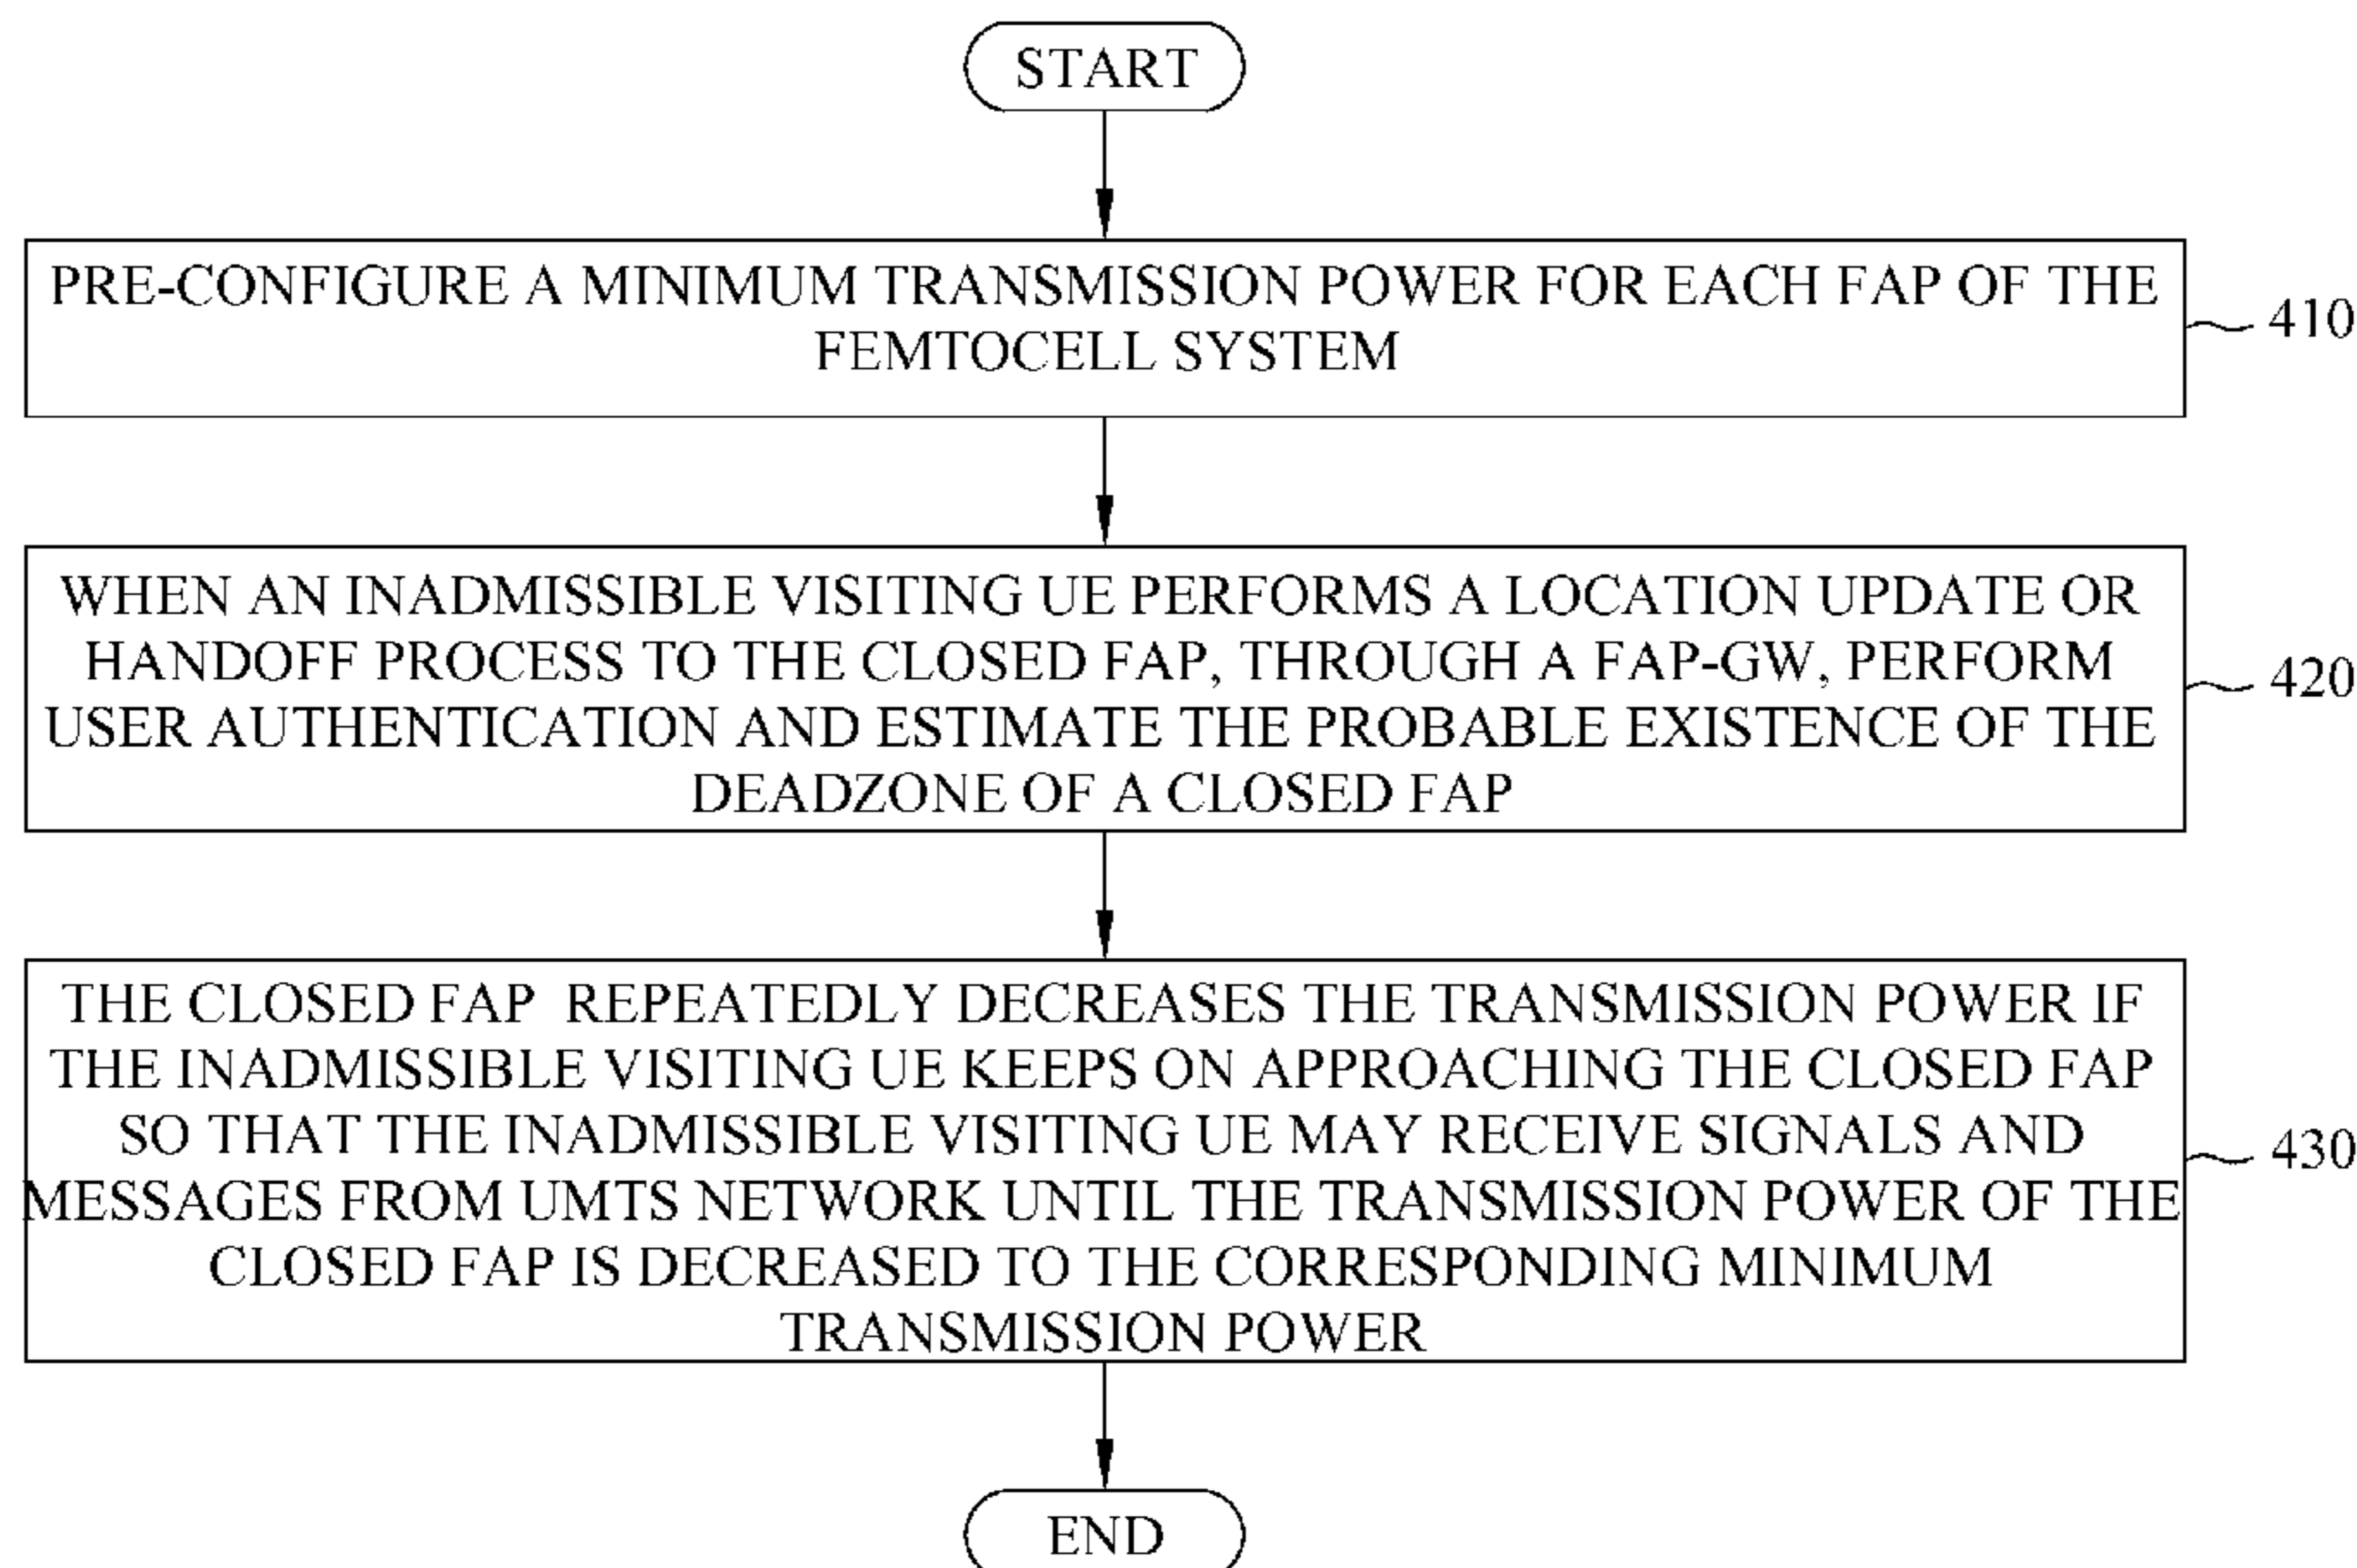 START
PRE-CONFIGURE A MINIMUM TRANSMISSION POWER FOR EACH FAP OF THE
FEMTOCELL SYSTEM
410
WHEN AN INADMISSIBLE VISITING UE PERFORMS A LOCATION UPDATE OR
HANDOFF PROCESS TO THE CLOSED FAP, THROUGH A FAP-GW, PERFORM
USER AUTHENTICATION AND ESTIMATE THE PROBABLE EXISTENCE OF THE
DEADZONE OF A CLOSED FAP
420
THE CLOSED FAP REPEATEDLY DECREASES THE TRANSMISSION POWER IF
THE INADMISSIBLE VISITING UE KEEPS ON APPROACHING THE CLOSED FAP
SO THAT THE INADMISSIBLE VISITING UE MAY RECEIVE SIGNALS AND
MESSAGES FROM UMTS NETWORK UNTIL THE TRANSMISSION POWER OF THE
CLOSED FAP IS DECREASED TO THE CORRESPONDING MINIMUM
TRANSMISSION POWER
430
END